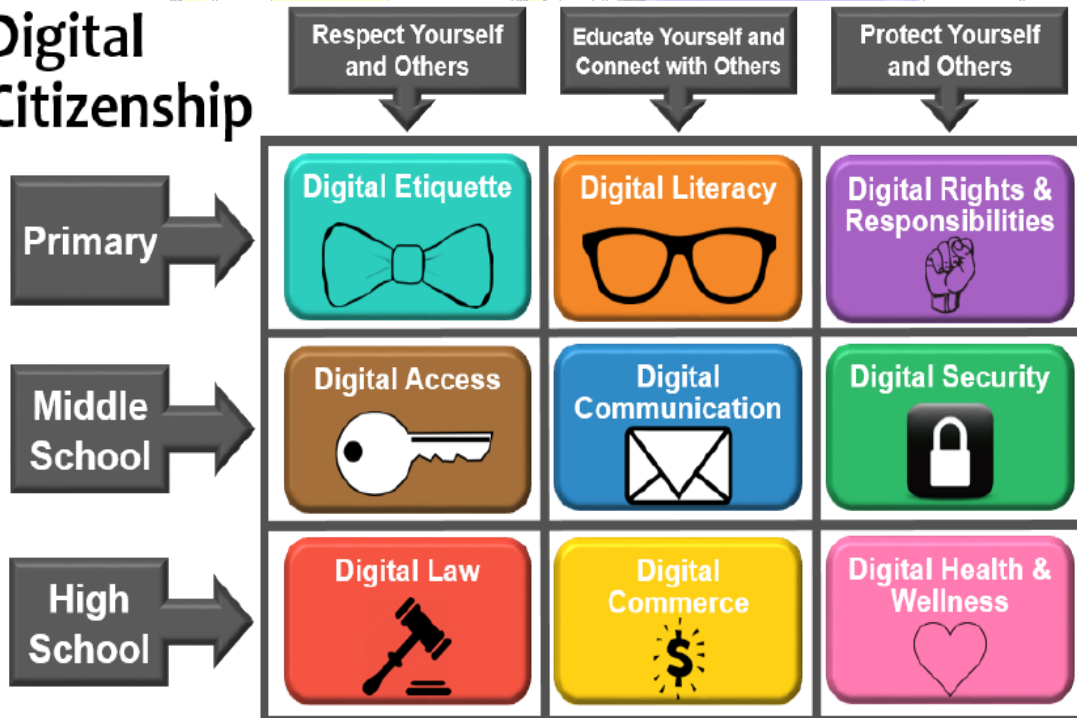 Digital
Citizenship
Respect Yourself
and Others
Educate Yourself and
Connect with Others
Protect Yourself
and Others
Primary
Digital Etiquette
Digital Literacy
Digital Rights &
Responsibilities
Middle
School
Digital Access
Digital
Communication
Digital Security
High
School
Digital Law
Digital
Commerce
$
Digital Health &
Wellness